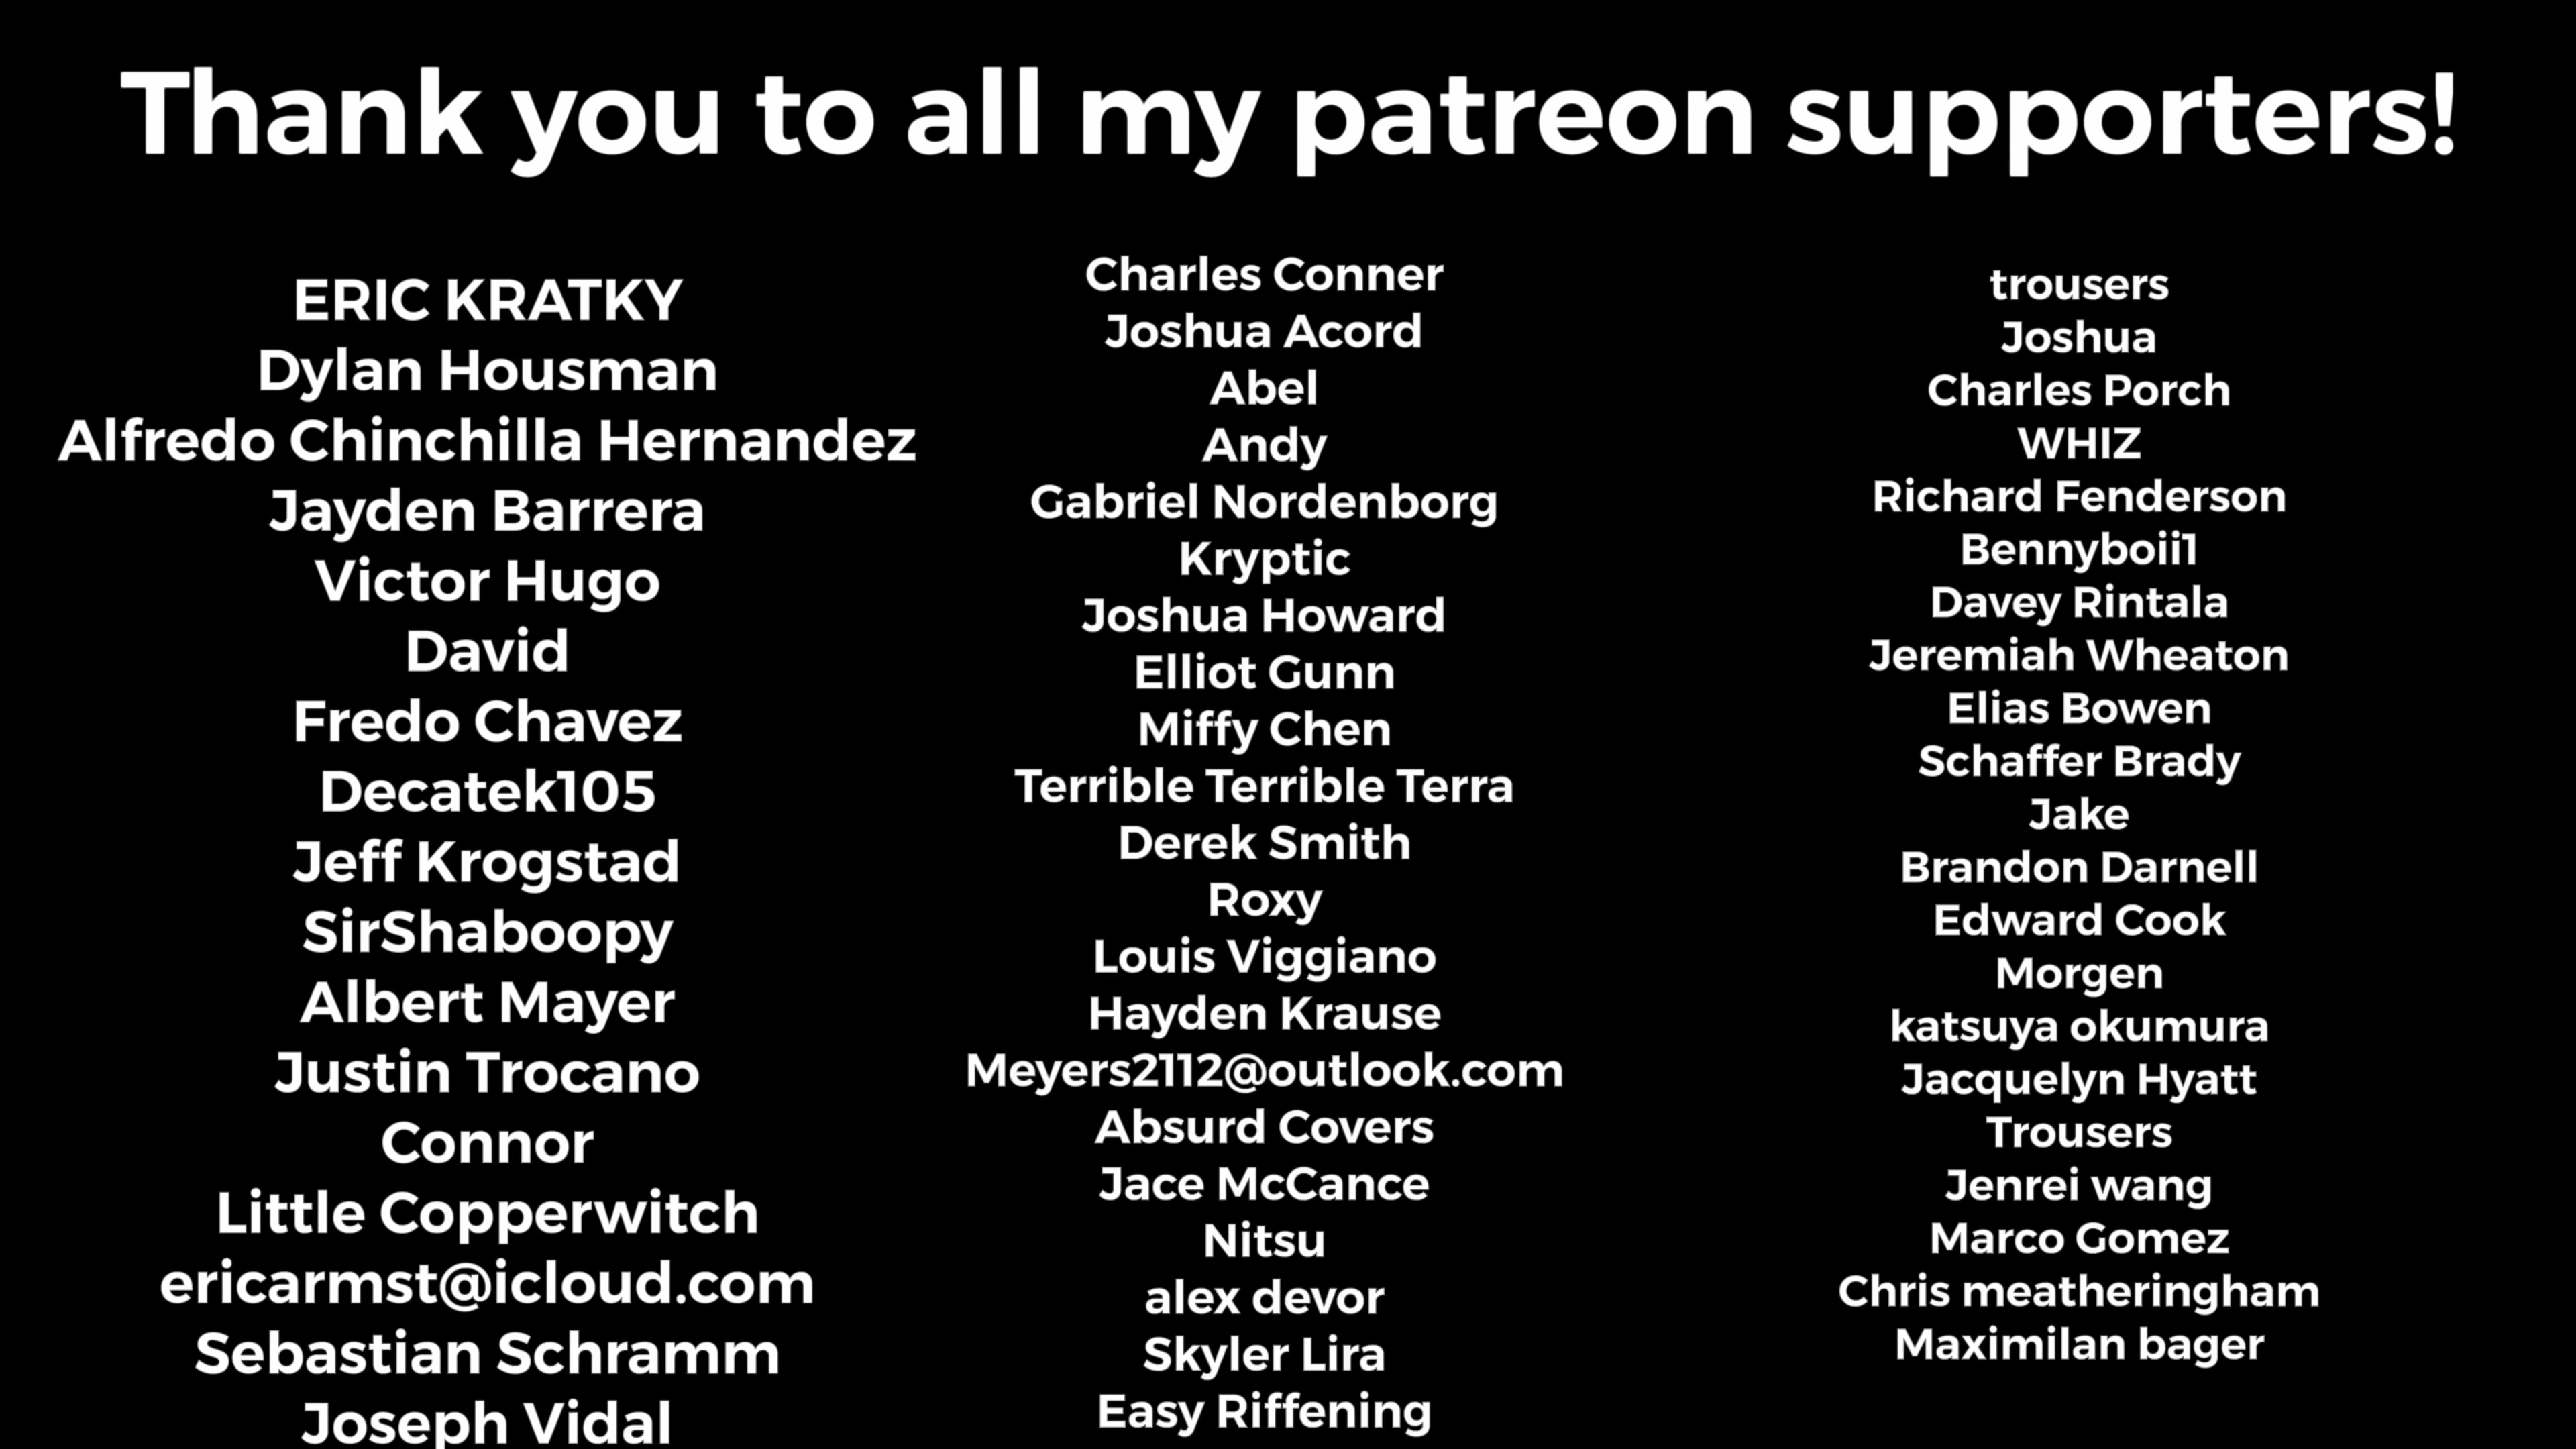 Thank you to all my patreon supporters!
ERIC KRATKY
Dylan Housman
Alfredo Chinchilla Hernandez
Jayden Barrera
Victor Hugo
David
Fredo Chavez
Decatek105
Jeff Krogstad
SirShaboopy
Albert Mayer
Justin Trocano
Connor
Little Copperwitch
ericarmst@icloud.com
Sebastian Schramm
Joseph Vidal
Charles Conner
Joshua Acord
Abel
Andy
Gabriel Nordenborg
Kryptic
Joshua Howard
Elliot Gunn
Miffy Chen
Terrible Terrible Terra
Derek Smith
Roxy
Louis Viggiano
Hayden Krause
Meyers2112@outlook.com
Absurd Covers
Jace McCance
Nitsu
alex devor
Skyler Lira
Easy Riffening
trousers
Joshua
Charles Porch
WHIZ
Richard Fenderson
Bennyboii1
Davey Rintala
Jeremiah Wheaton
Elias Bowen
Schaffer Brady
Jake
Brandon Darnell
Edward Cook
Morgen
katsuya okumura
Jacquelyn Hyatt
Trousers
Jenrei wang
Marco Gomez
Chris meatheringham
Maximilan bager